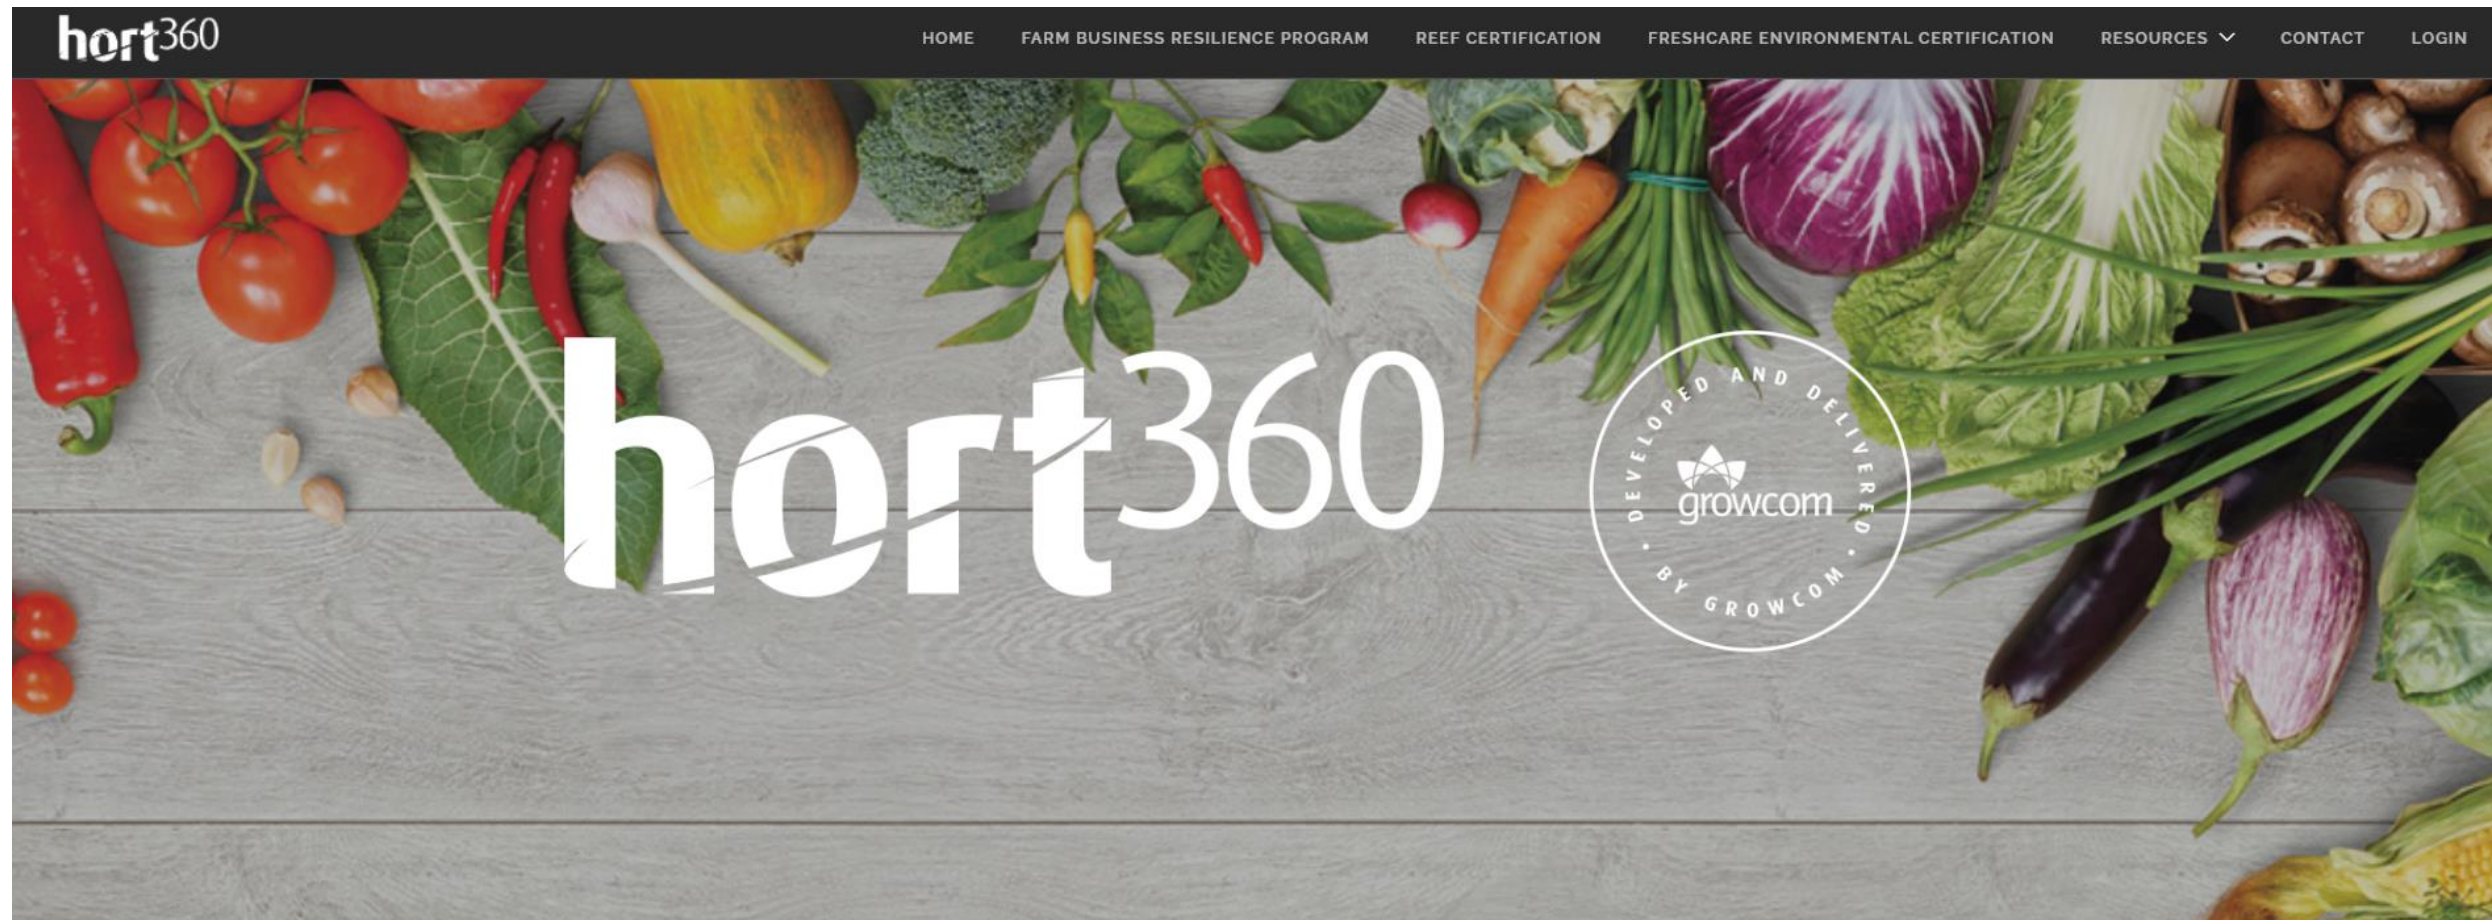 hort360
HOME FARM BUSINESS RESILIENCE PROGRAM REEF CERTIFICATION FRESHCARE ENVIRONMENTAL CERTIFICATION RESOURCES CONTACT LOGIN
hort360
DEVELOPED AND DELIVERED
growcom
• BY GROWCOM •